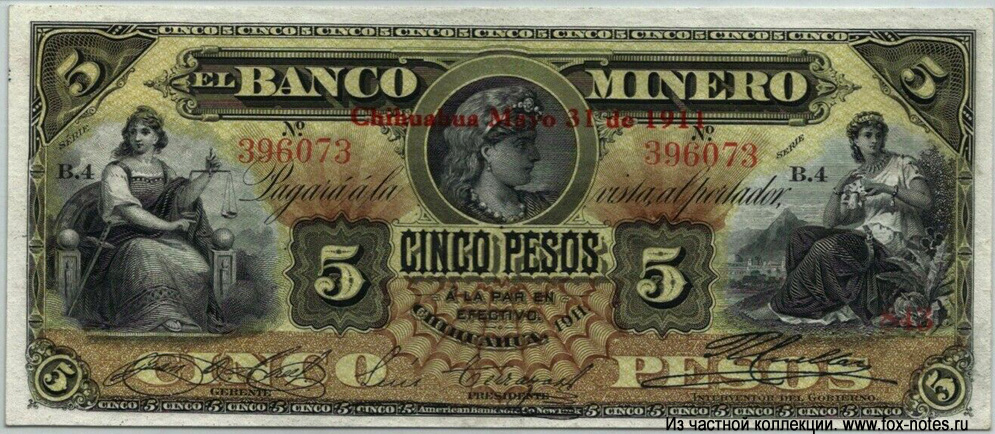 CINCO 5 CINCO 5 CINCO 5 CINCO 5 CINCO 5 CINCO 5 CINCO
5 5
EL BANCO MINERO
Chihuahua Mayo 31 de 1911
SERIE Nº Nº SERIE
B.4 396073 396073 B.4
Pagará á la vista, al portador,
CINCO PESOS
5 5
A LA PAR EN
EFECTIVO.
CHIHUAHUA, 1911
CINCO PESOS
5 5
GERENTE PRESIDENTE INTERVENTOR DEL GOBIERNO.
CINCO 5 CINCO 5 CINCO 5 CINCO 5 American Bank Note Co New York 5 CINCO 5 CINCO 5 CINCO 5 CINCO
Из частной коллекции. www.fox-notes.ru